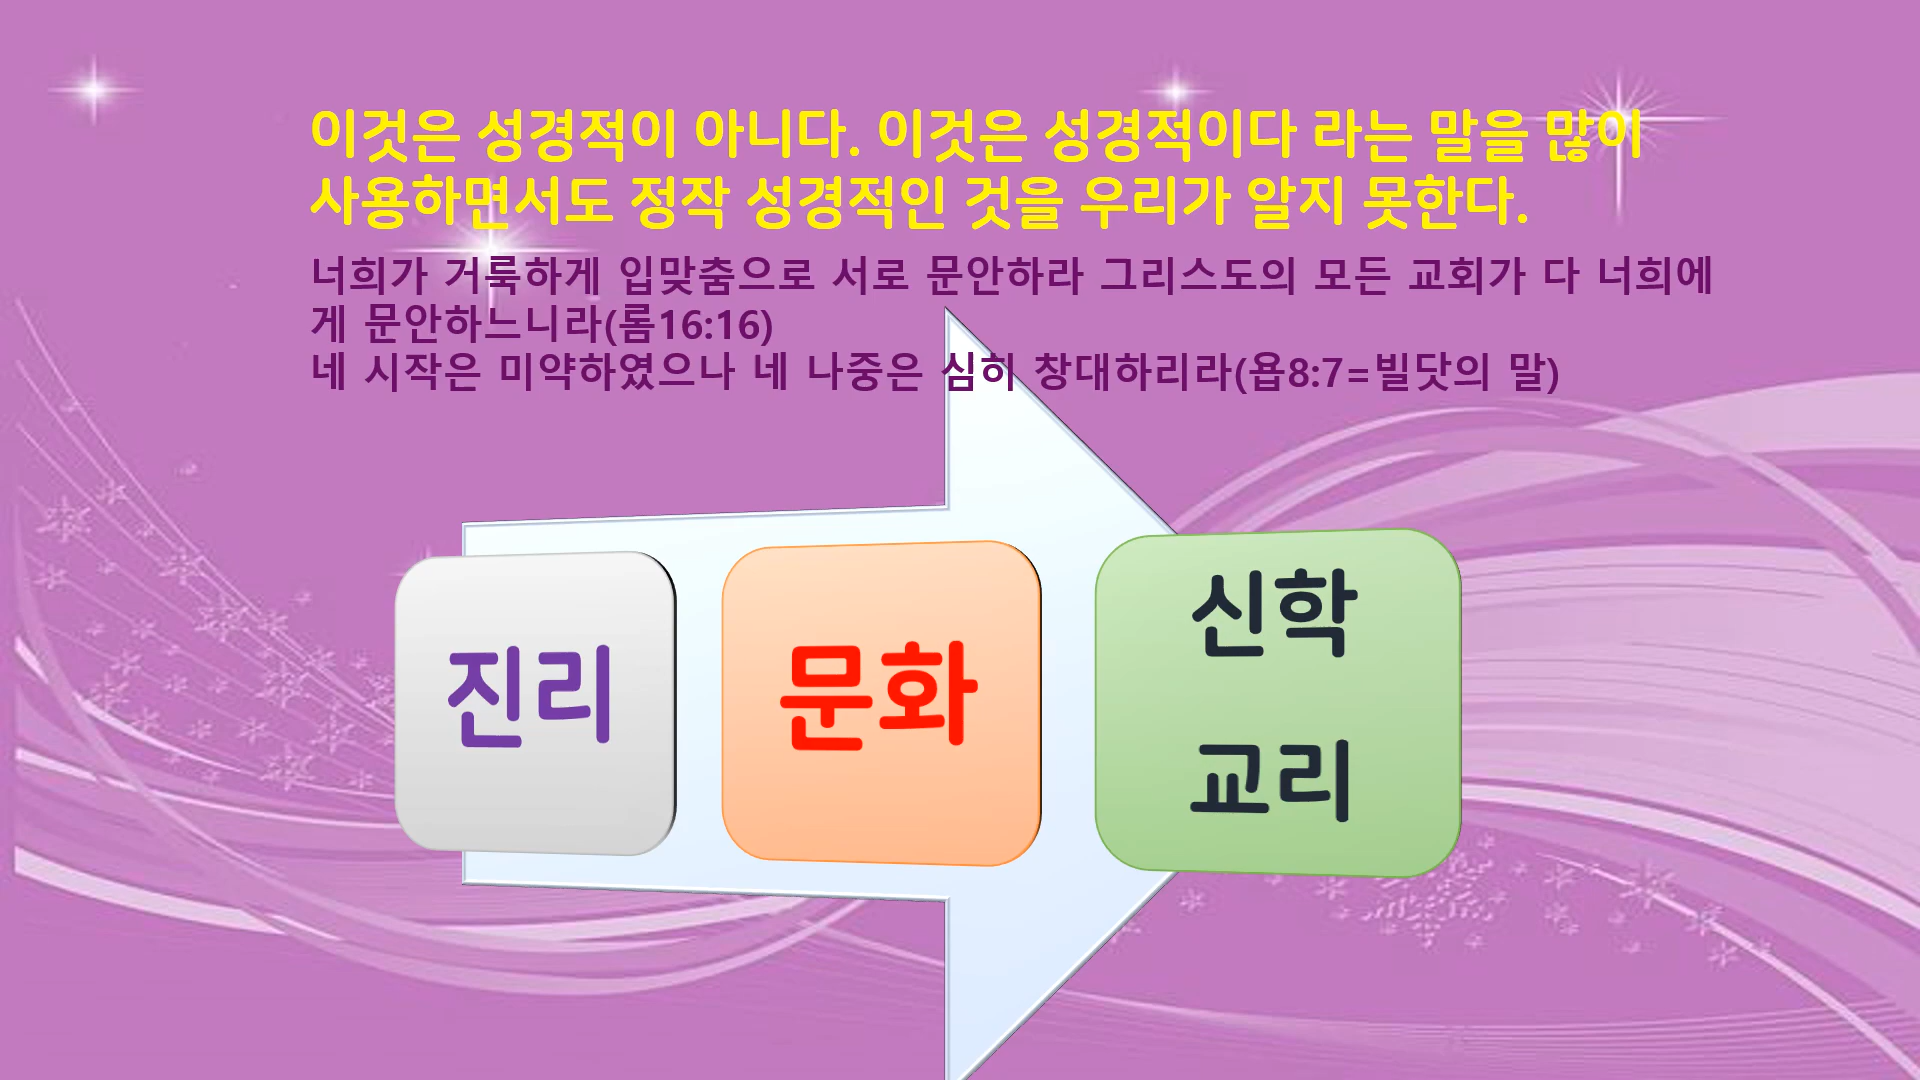 이것은 성경적이 아니다. 이것은 성경적이다 라는 말을 많이
사용하면서도 정작 성경적인 것을 우리가 알지 못한다.
너희가 거룩하게 입맞춤으로 서로 문안하라 그리스도의 모든 교회가 다 너희에
게 문안하느니라(롬16:16)
네 시작은 미약하였으나 네 나중은 심히 창대하리라(욥8:7=빌닷의 말)
진리
문화
신학
교리